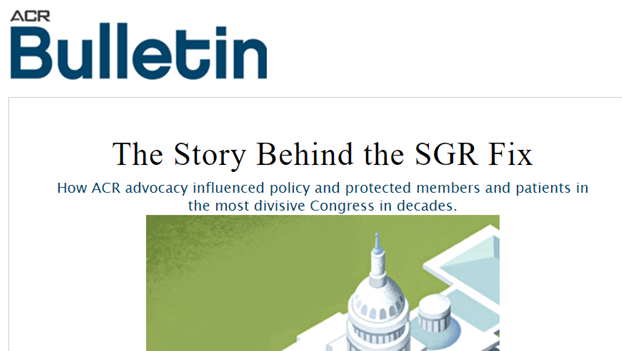 ACR
Bulletin
The Story Behind the SGR Fix
How ACR advocacy influenced policy and protected members and patients in
the most divisive Congress in decades.